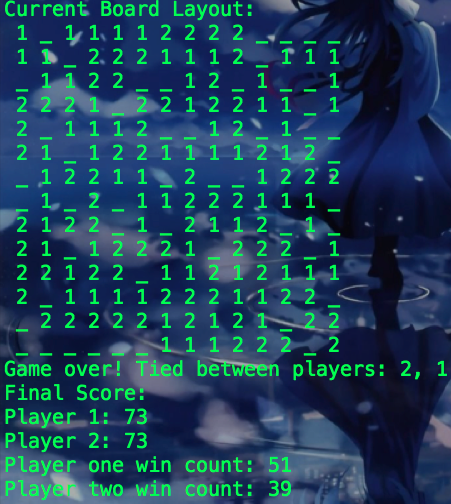 Current Board Layout:
1 _ 1 1 1 1 2 2 2 2 _ _ _ _
1 1 _ 2 2 2 1 1 1 2 _ 1 1 1
_ 1 1 2 2 _ _ 1 2 _ 1 _ _ 1
2 2 2 1 _ 2 2 1 2 2 1 1 _ 1
2 _ 1 1 1 2 _ _ 1 2 _ 1 _ _
2 1 _ 1 2 2 1 1 1 1 2 1 2 _
_ 1 2 2 1 1 _ 2 _ _ 1 2 2 2
_ 1 _ 2 _ 1 1 2 2 2 1 1 1 _
2 1 2 2 _ 1 _ 2 1 1 2 _ 1 _
2 1 _ 1 2 2 2 1 _ 2 2 2 _ 1
2 2 1 2 2 _ 1 1 2 1 2 1 1 1
2 _ 1 1 1 1 2 2 2 1 1 2 2 _
_ 2 2 2 2 2 1 2 1 2 1 _ 2 2
_ _ _ _ _ _ 1 1 1 2 2 2 _ 2
Game over! Tied between players: 2, 1
Final Score:
Player 1: 73
Player 2: 73
Player one win count: 51
Player two win count: 39